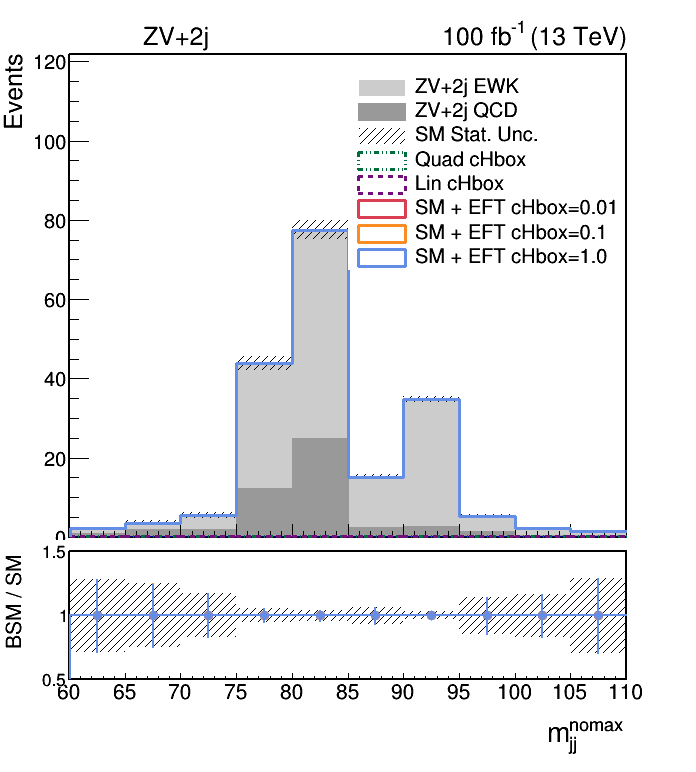 ZV+2j 100 fb-1 (13 TeV)
Events
120
100
80
60
40
20
0
ZV+2j EWK
ZV+2j QCD
SM Stat. Unc.
Quad cHbox
Lin cHbox
SM + EFT cHbox=0.01
SM + EFT cHbox=0.1
SM + EFT cHbox=1.0
BSM / SM
1.5
1
0.5
60 65 70 75 80 85 90 95 100 105 110
m_jj^nomax